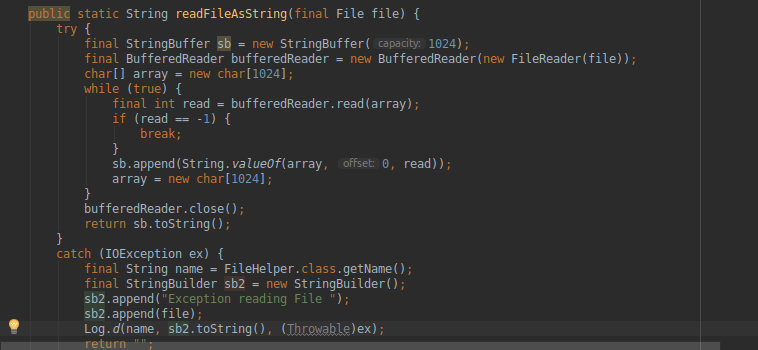 public static String readFileAsString(final File file) {
try {
final StringBuffer sb = new StringBuffer( capacity: 1024);
final BufferedReader bufferedReader = new BufferedReader(new FileReader(file));
char[] array = new char[1024];
while (true) {
final int read = bufferedReader.read(array);
if (read == -1) {
break;
}
sb.append(String.valueOf(array, offset: 0, read));
array = new char[1024];
}
bufferedReader.close();
return sb.toString();
}
catch (IOException ex) {
final String name = FileHelper.class.getName();
final StringBuilder sb2 = new StringBuilder();
sb2.append("Exception reading File ");
sb2.append(file);
Log.d(name, sb2.toString(), (Throwable)ex);
return "";